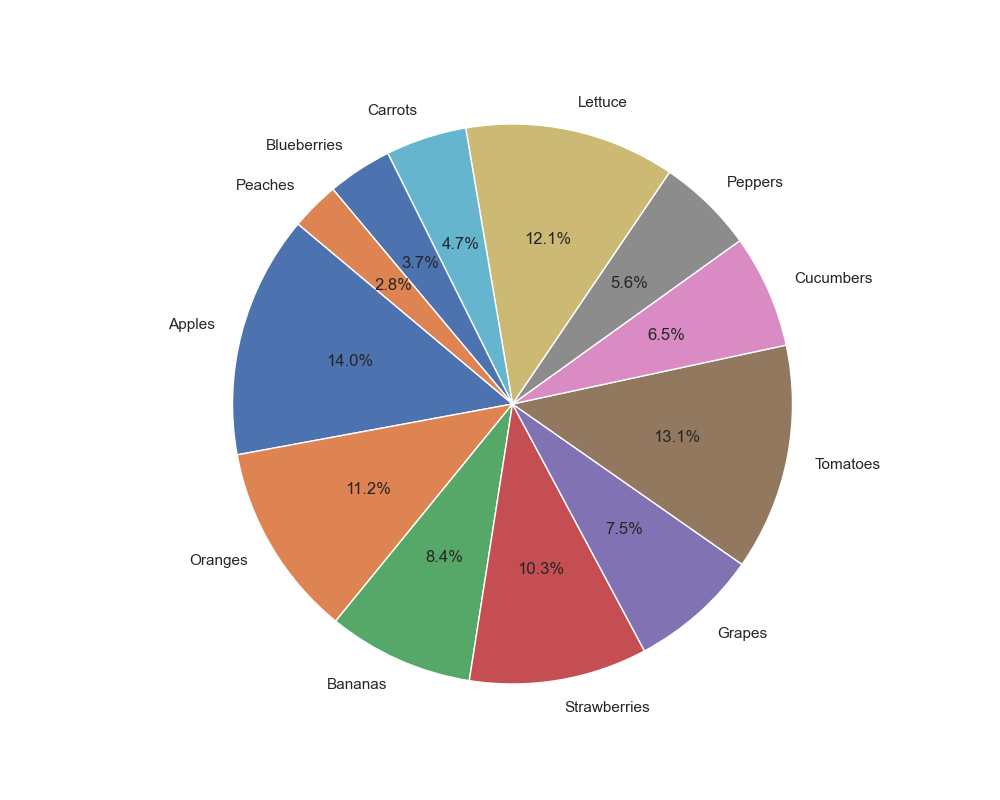 Lettuce
Carrots
Blueberries
Peppers
Peaches
12.1%
4.7%
3.7%
Cucumbers
5.6%
2.8%
Apples
6.5%
14.0%
13.1%
Tomatoes
11.2%
7.5%
Oranges
8.4%
10.3%
Grapes
Bananas
Strawberries